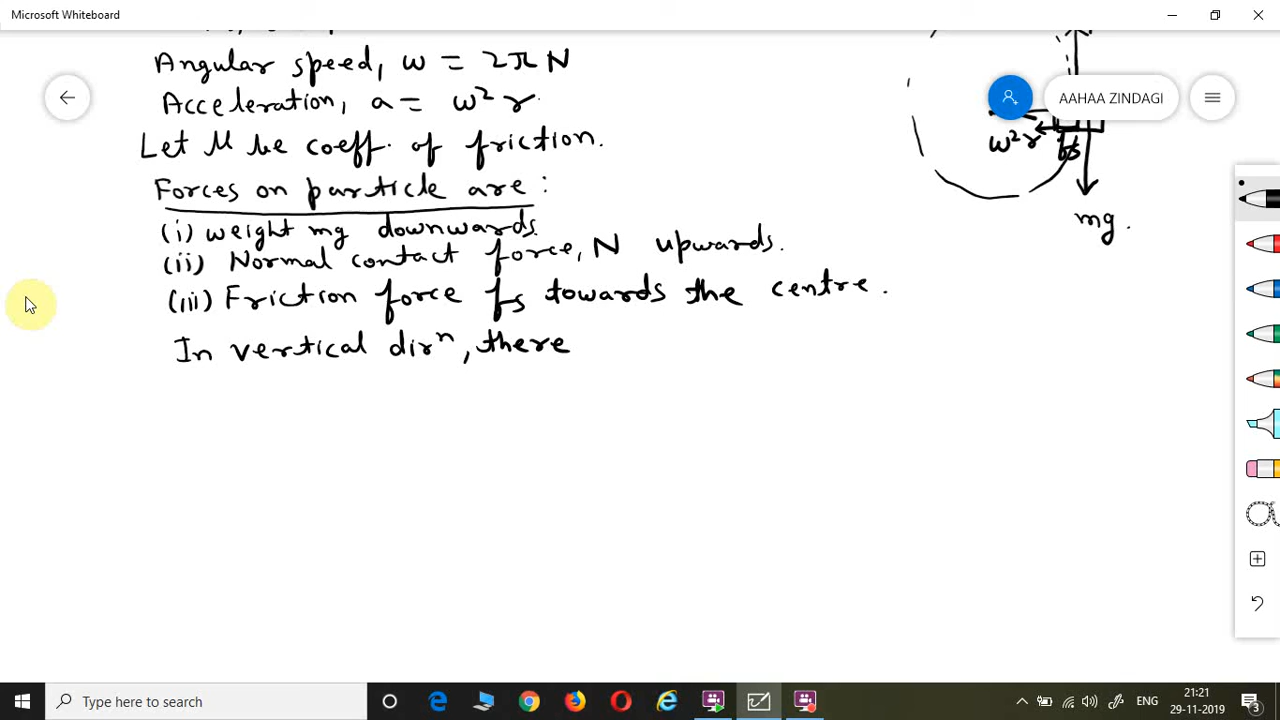 Microsoft Whiteboard
Angular speed, ω = 2πN
Acceleration, a = ω²r
AAHAA ZINDAGI
Let μ be coeff. of friction.
ω²r
fs
Forces on particle are :
mg.
(i) weight mg downwards.
(ii) Normal contact force, N upwards.
(iii) Friction force fs towards the centre.
In vertical dirⁿ, there
Type here to search
ENG
21:21
29-11-2019
3